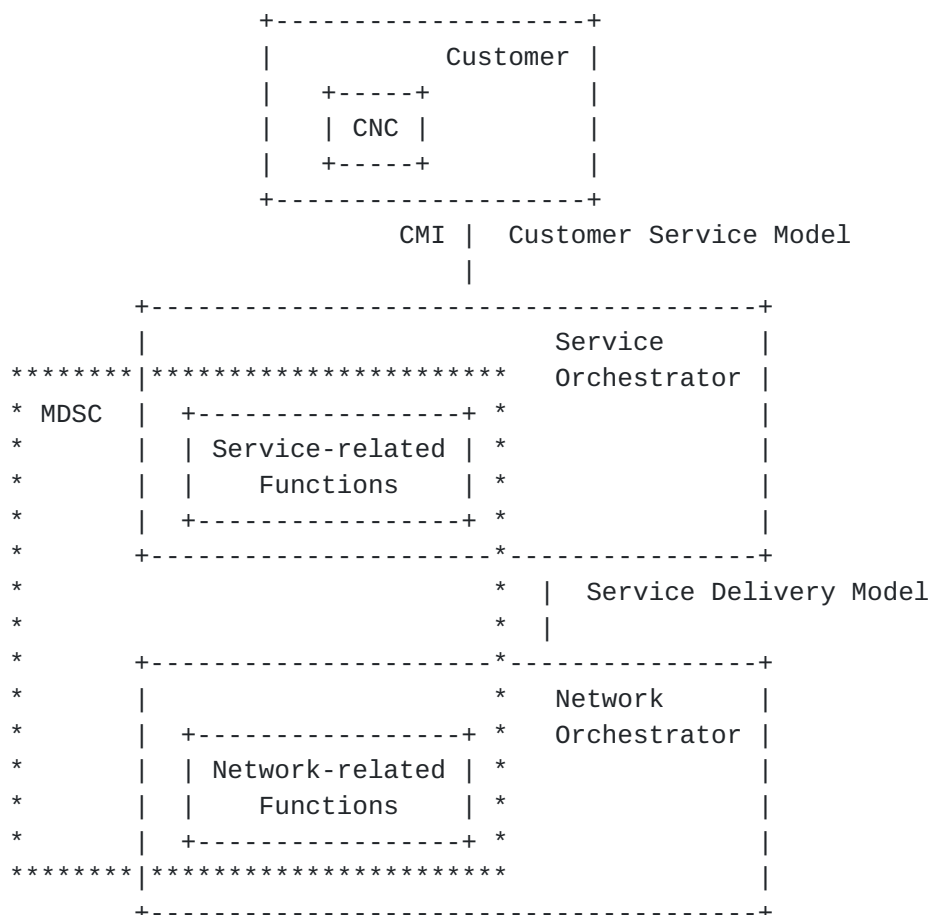 Customer
CNC
CMI | Customer Service Model
Service
Orchestrator
MDSC
Service-related
Functions
Service Delivery Model
Network
Orchestrator
Network-related
Functions